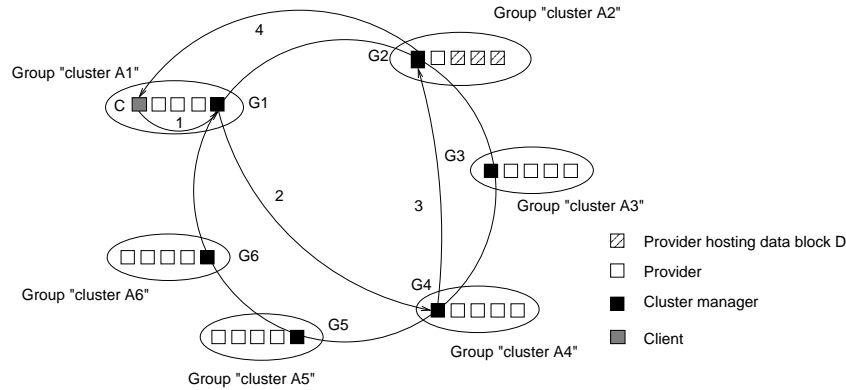 Group "cluster A2"
4
G2
Group "cluster A1"
C
G1
1
G3
2
3
Group "cluster A3"
Provider hosting data block D
G6
Provider
G4
Group "cluster A6"
Cluster manager
G5
Client
Group "cluster A4"
Group "cluster A5"